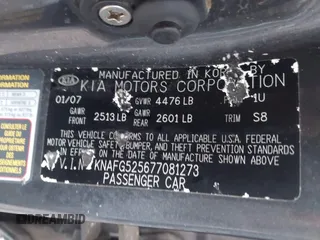 MANUFACTURED IN KOREA BY
KIA MOTORS CORPORATION
01/07 GVWR 4476 LB 1U
GAWR FRONT 2513 LB GAWR REAR 2601 LB TRIM S8
THIS VEHICLE CONFORMS TO ALL APPLICABLE FEDERAL
MOTOR VEHICLE SAFETY, BUMPER, AND THEFT PREVENTION
STANDARDS IN EFFECT ON THE DATE OF MANUFACTURE
SHOWN ABOVE.
V.I.N: KNAFG525677081273
PASSENGER CAR
DREAMBID